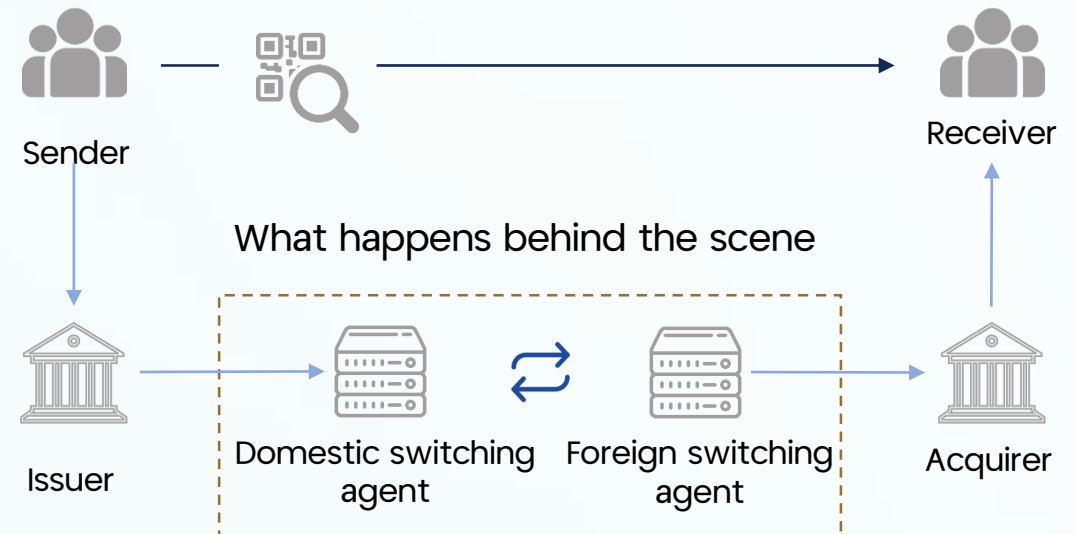 Sender
Receiver
What happens behind the scene
Issuer
Domestic switching
agent
Foreign switching
agent
Acquirer